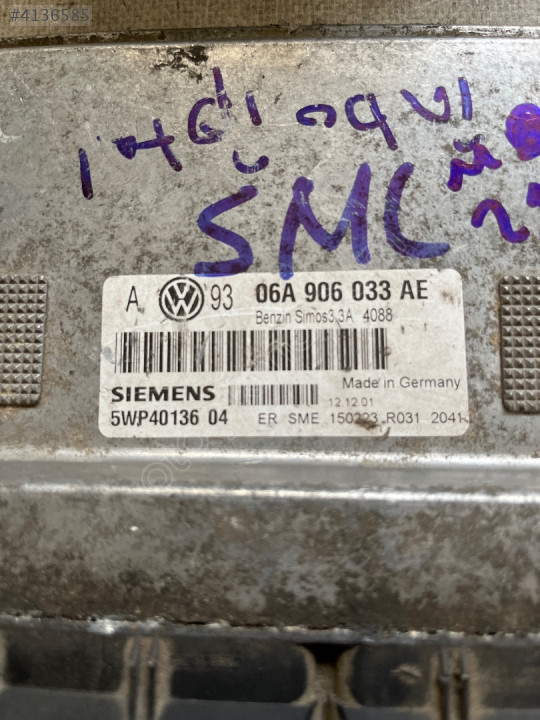 #4136585
SMC
A 93 06A 906 033 AE
Benzin Simos3.3A 4088
Made in Germany
SIEMENS
12.12.01
5WP40136 04 ER SME 150223 R031 2041